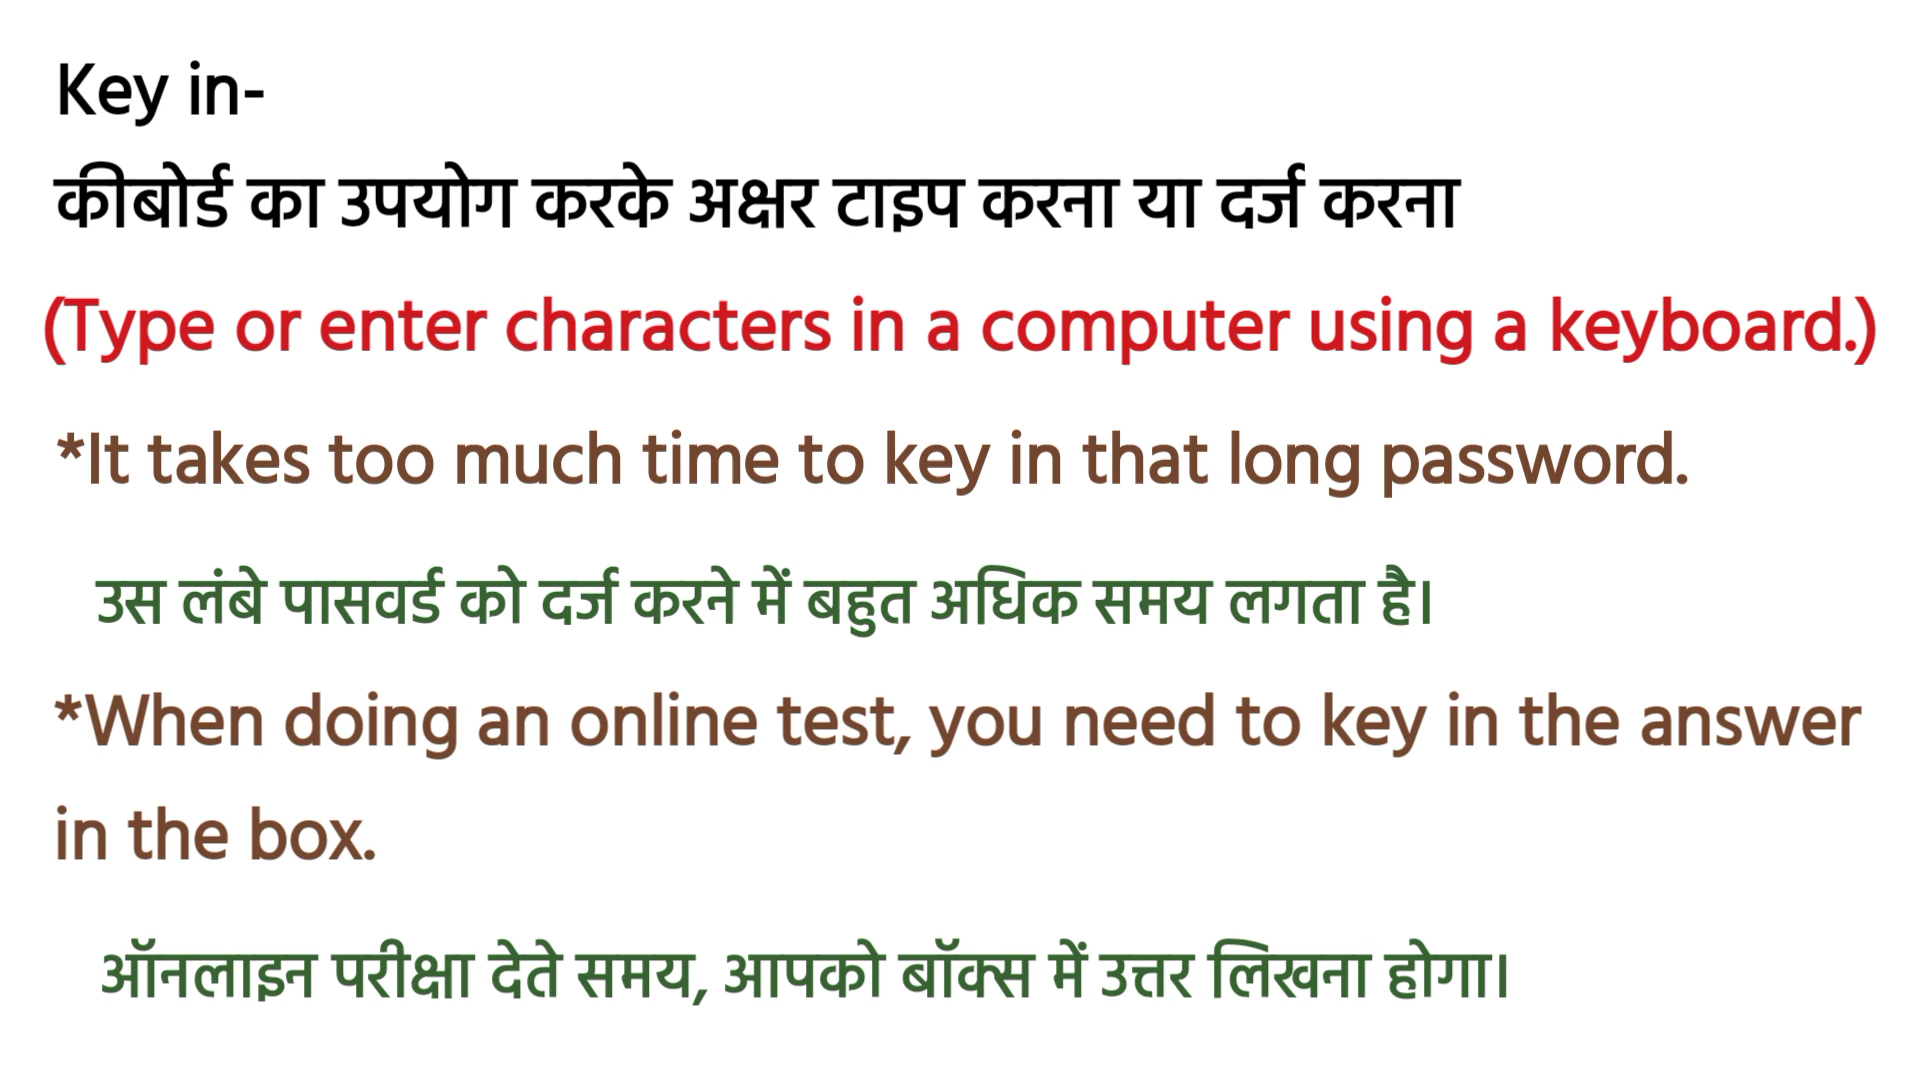 Key in-
कीबोर्ड का उपयोग करके अक्षर टाइप करना या दर्ज करना
(Type or enter characters in a computer using a keyboard.)
*It takes too much time to key in that long password.
उस लंबे पासवर्ड को दर्ज करने में बहुत अधिक समय लगता है।
*When doing an online test, you need to key in the answer
in the box.
ऑनलाइन परीक्षा देते समय, आपको बॉक्स में उत्तर लिखना होगा।